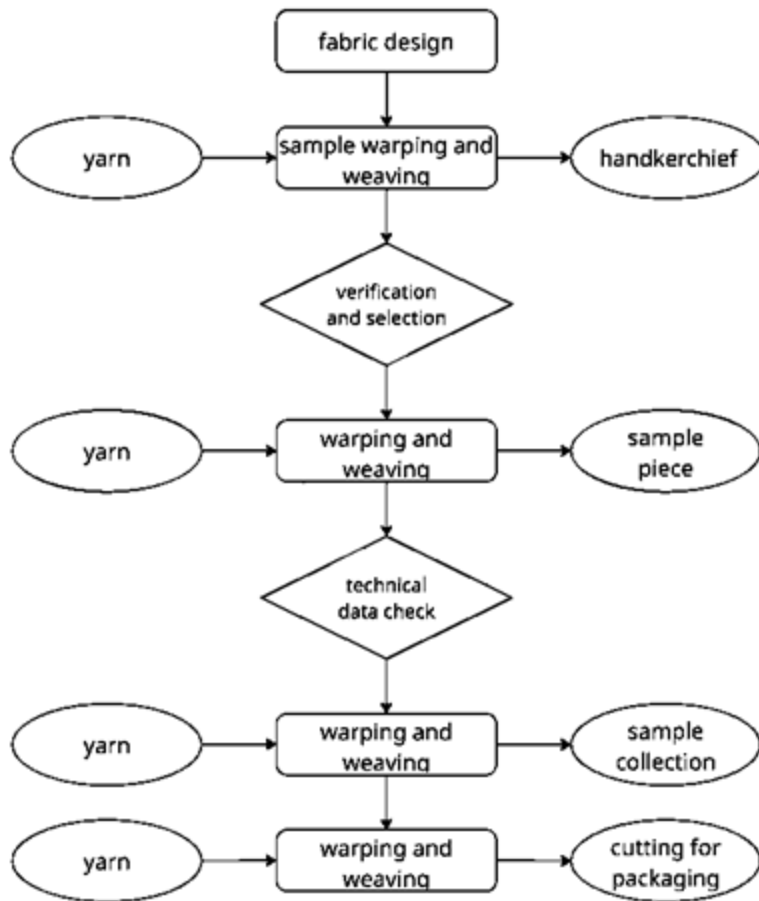 fabric design
yarn
sample warping and
weaving
handkerchief
verification
and selection
yarn
warping and
weaving
sample
piece
technical
data check
yarn
warping and
weaving
sample
collection
yarn
warping and
weaving
cutting for
packaging